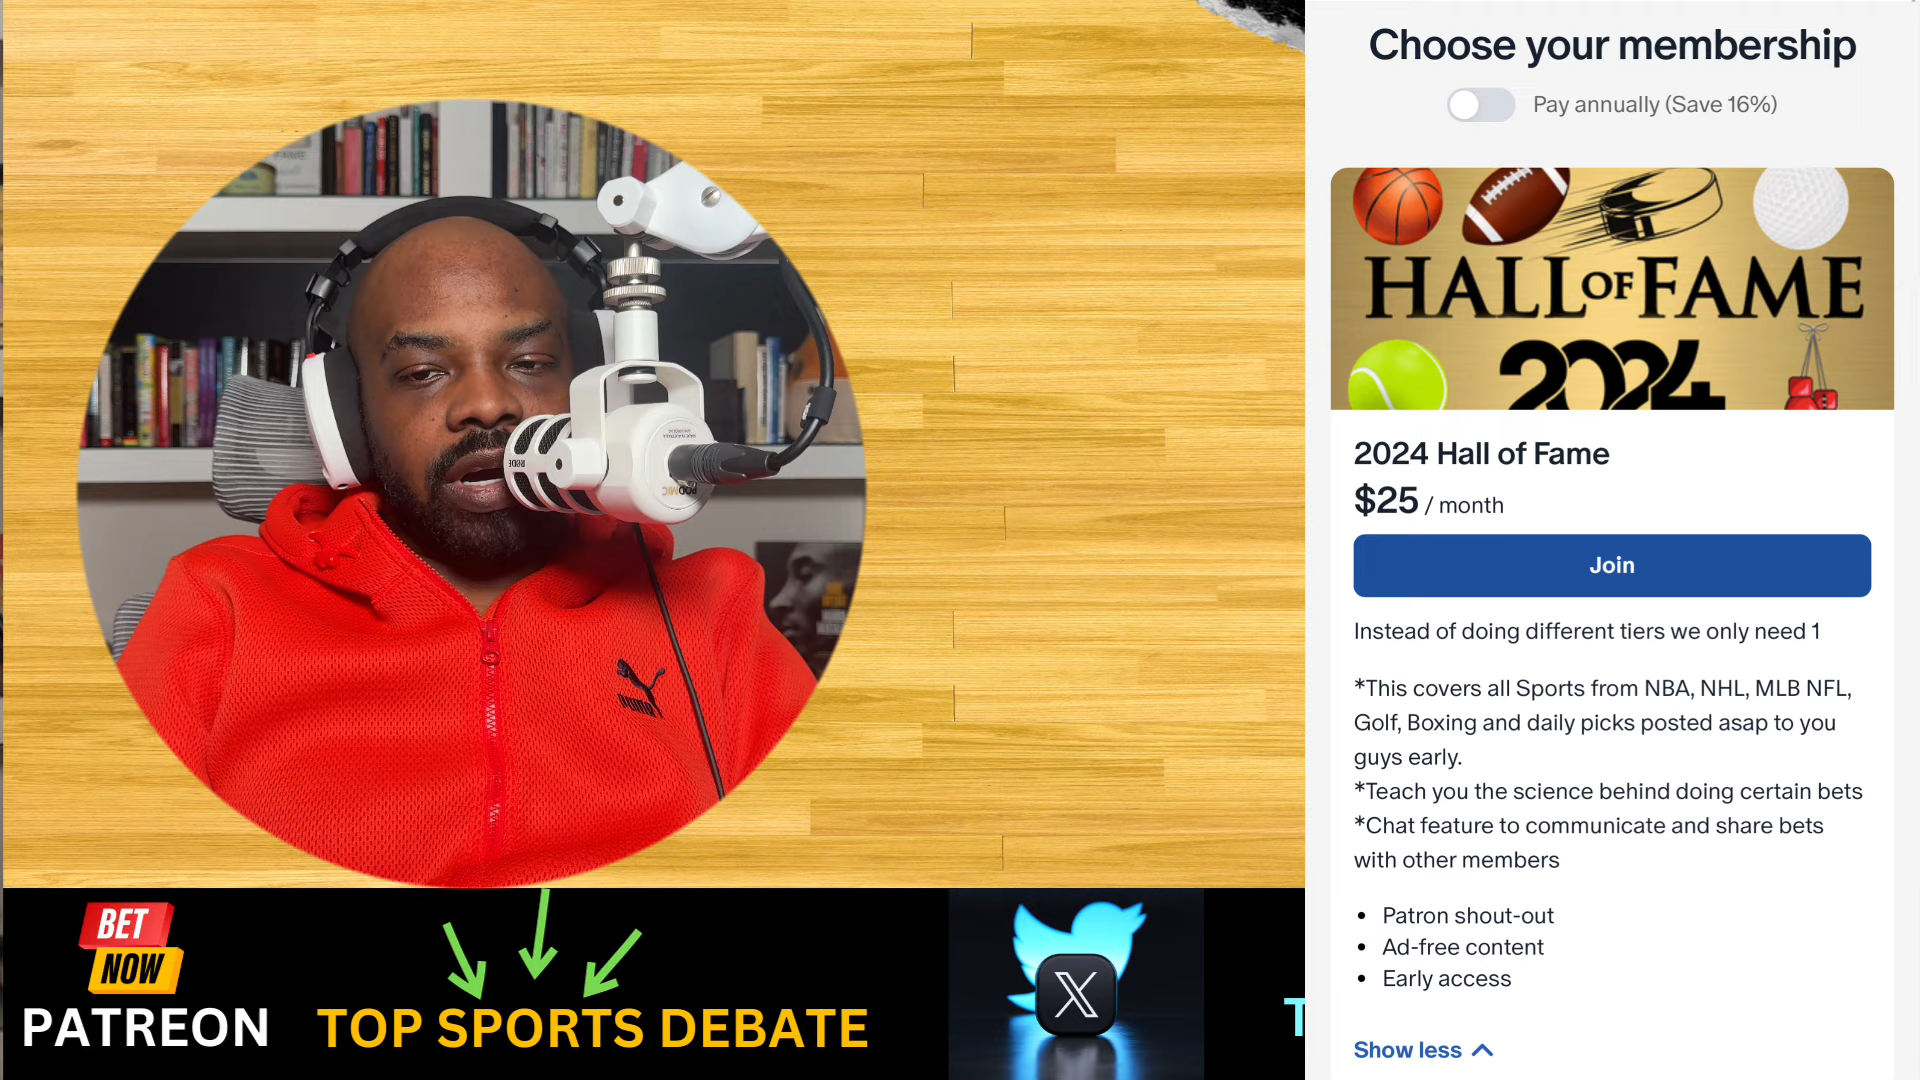 Choose your membership
Pay annually (Save 16%)
HALL OF FAME
2024
2024 Hall of Fame
$25 / month
Join
Instead of doing different tiers we only need 1
*This covers all Sports from NBA, NHL, MLB NFL,
Golf, Boxing and daily picks posted asap to you
guys early.
*Teach you the science behind doing certain bets
*Chat feature to communicate and share bets
with other members
• Patron shout-out
• Ad-free content
• Early access
Show less
RØDE
PODMIC
PUMA
BET
NOW
PATREON
TOP SPORTS DEBATE
X
T